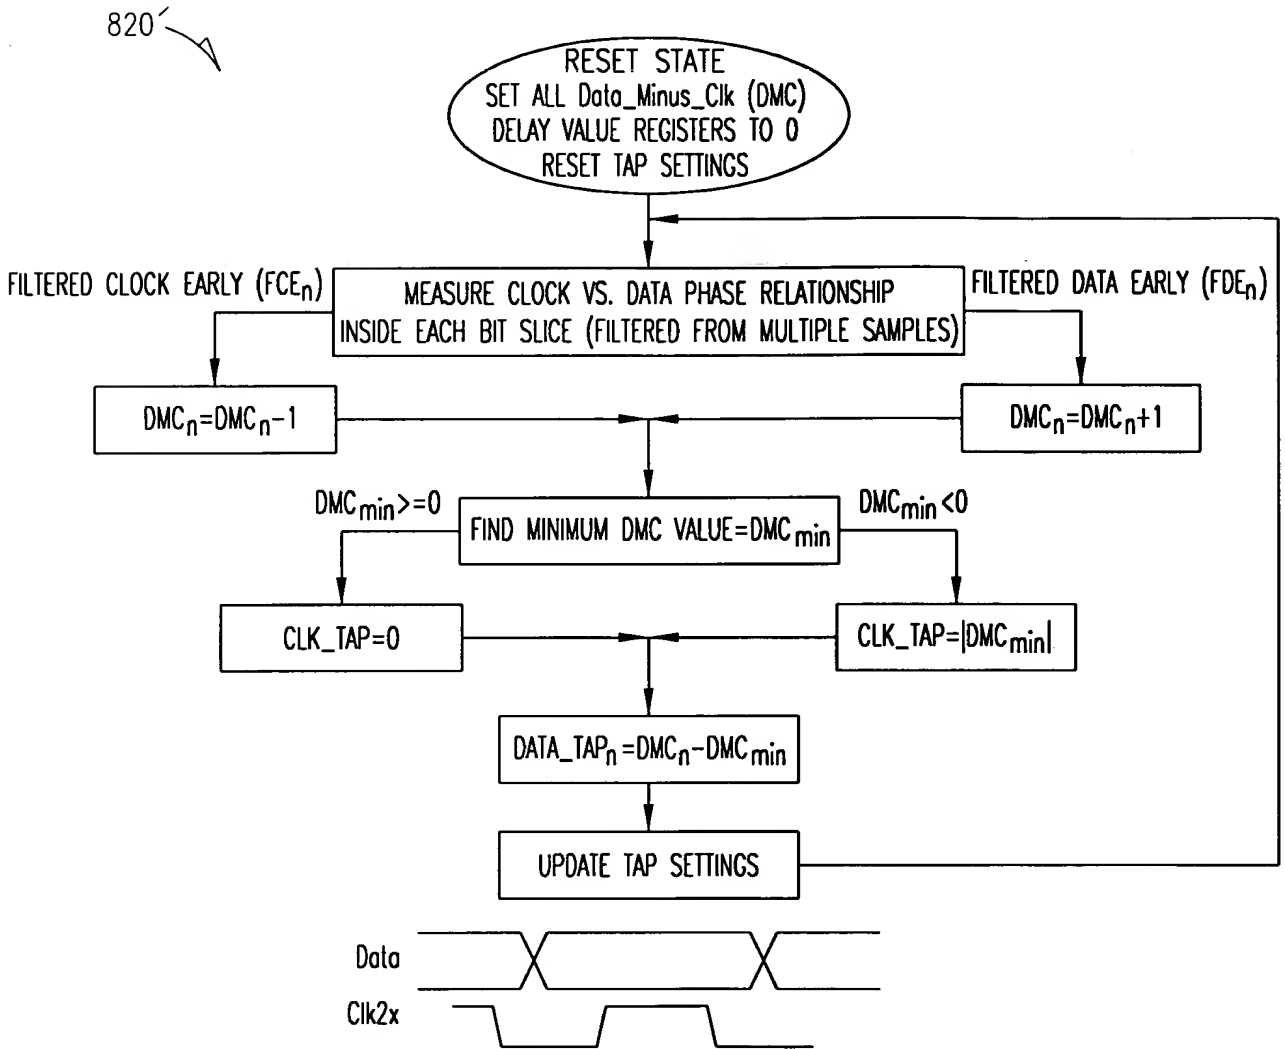 820′
RESET STATE
SET ALL Data_Minus_Clk (DMC)
DELAY VALUE REGISTERS TO 0
RESET TAP SETTINGS
FILTERED CLOCK EARLY (FCEn)
MEASURE CLOCK VS. DATA PHASE RELATIONSHIP
INSIDE EACH BIT SLICE (FILTERED FROM MULTIPLE SAMPLES)
FILTERED DATA EARLY (FDEn)
DMCn=DMCn-1
DMCn=DMCn+1
DMCmin>=0
FIND MINIMUM DMC VALUE=DMCmin
DMCmin<0
CLK_TAP=0
CLK_TAP=|DMCmin|
DATA_TAPn=DMCn-DMCmin
UPDATE TAP SETTINGS
Data
Clk2x